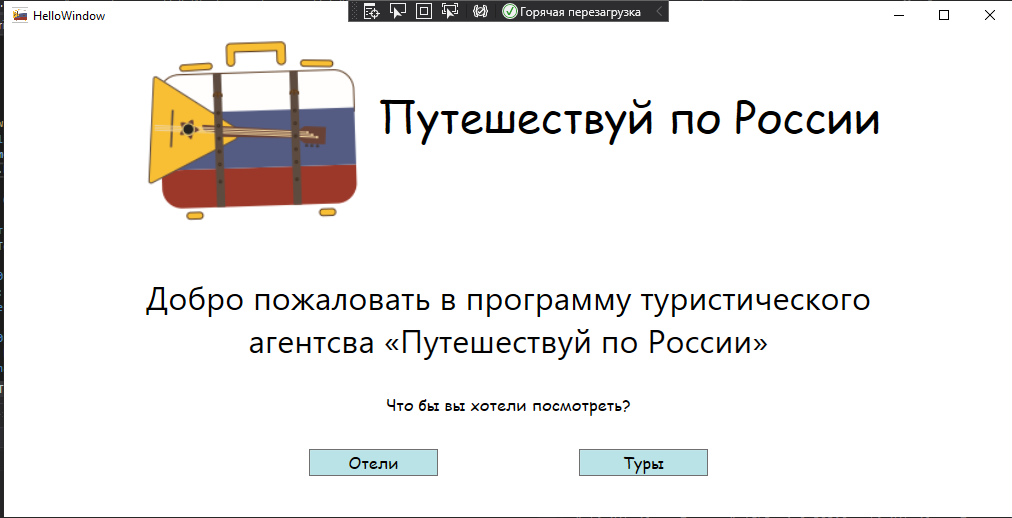 HelloWindow
Горячая перезагрузка
Путешествуй по России
Добро пожаловать в программу туристического
агентсва «Путешествуй по России»
Что бы вы хотели посмотреть?
Отели
Туры